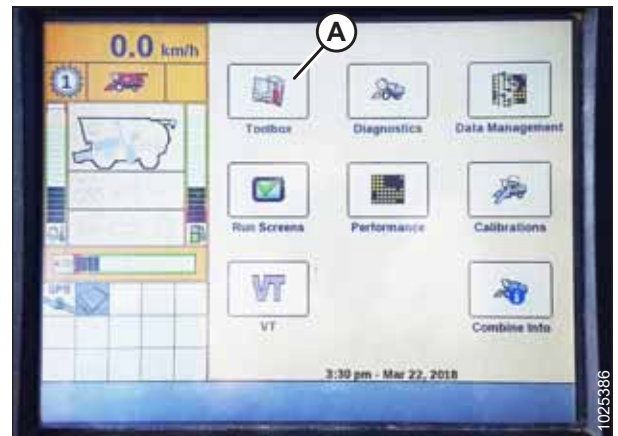 0.0 km/h
A
1
Toolbox
Diagnostics
Data Management
Run Screens
Performance
Calibrations
GPS
VT
VT
Combine Info
3:30 pm - Mar 22, 2018
1025386